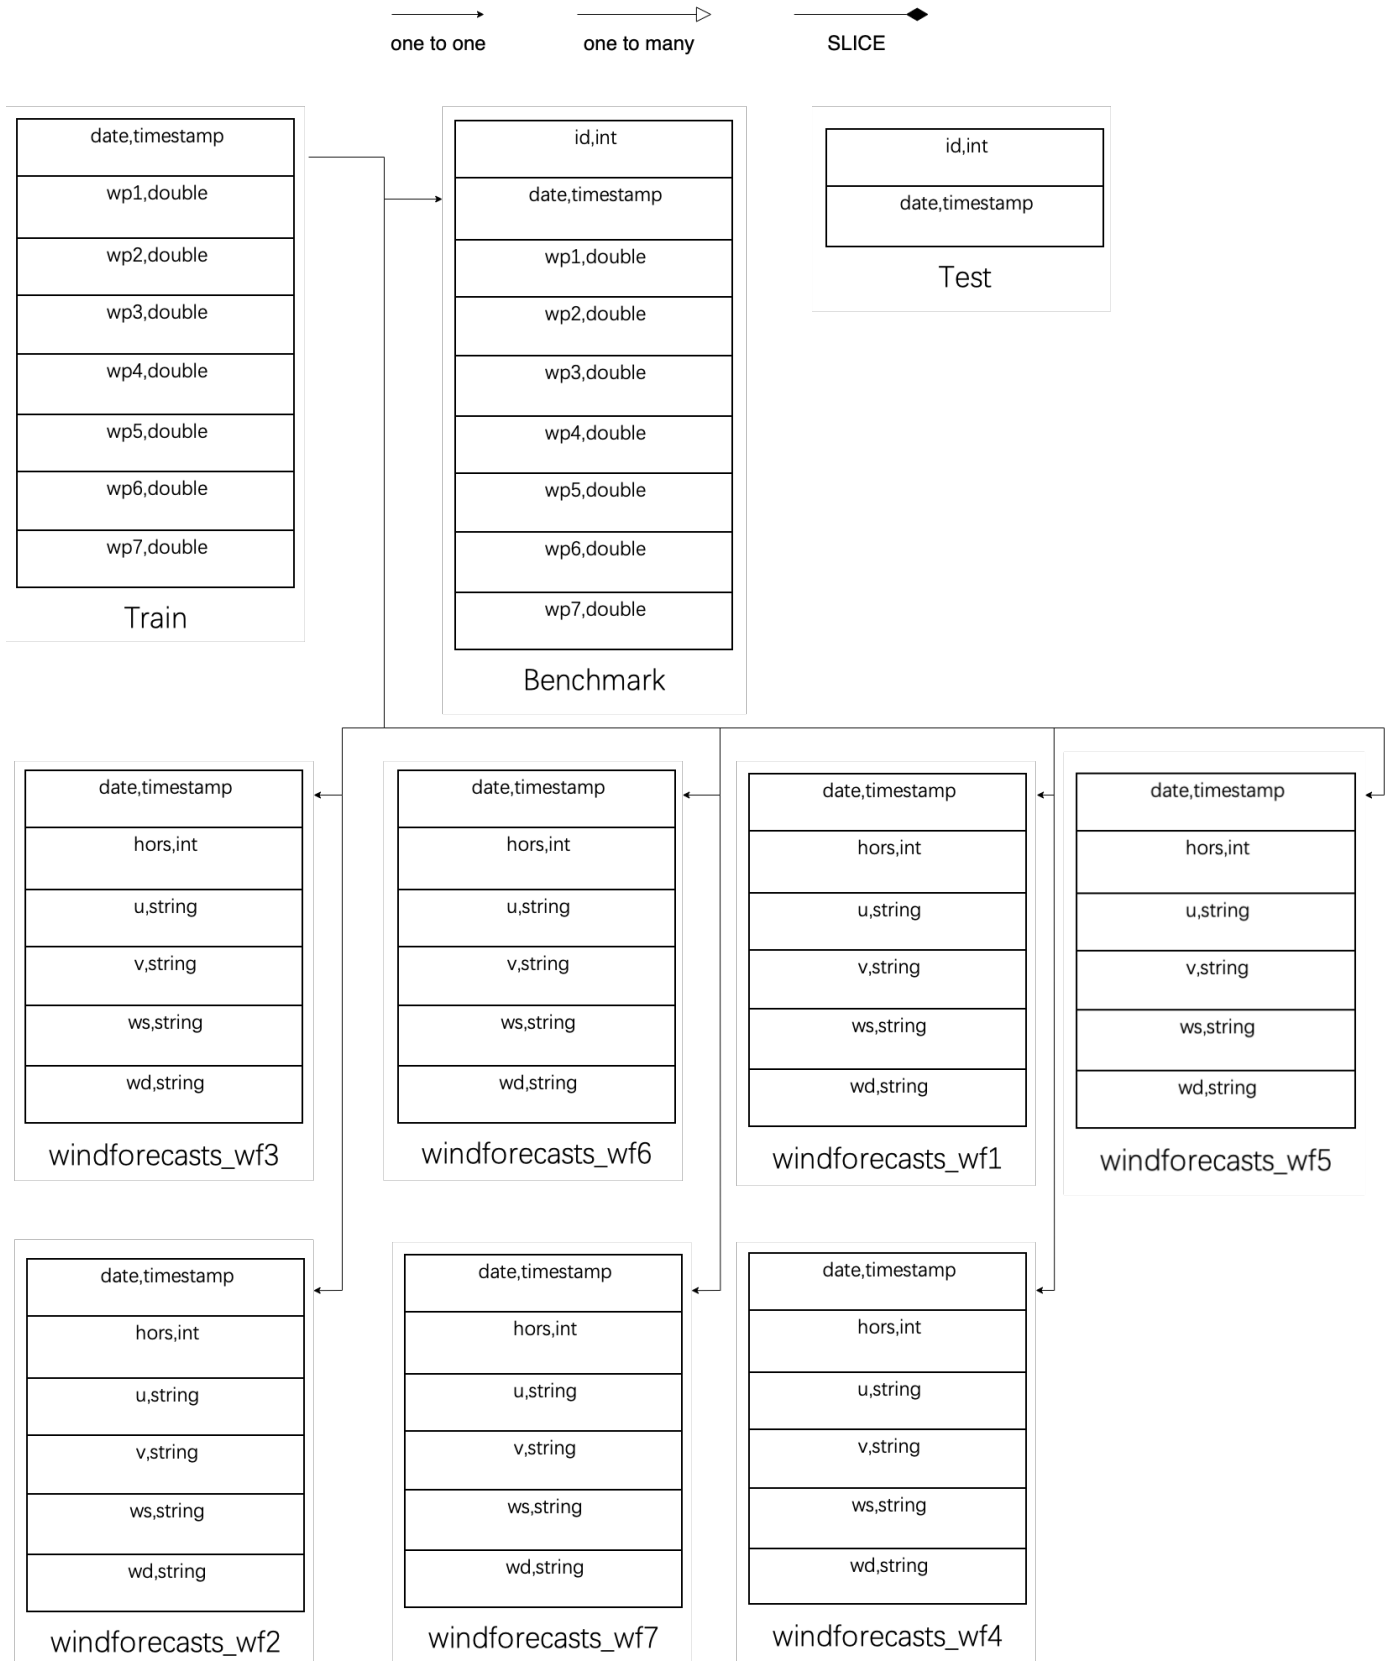 one to one
one to many
SLICE
date,timestamp
wp1,double
wp2,double
wp3,double
wp4,double
wp5,double
wp6,double
wp7,double
Train
id,int
date,timestamp
wp1,double
wp2,double
wp3,double
wp4,double
wp5,double
wp6,double
wp7,double
Benchmark
id,int
date,timestamp
Test
date,timestamp
hors,int
u,string
v,string
ws,string
wd,string
windforecasts_wf3
date,timestamp
hors,int
u,string
v,string
ws,string
wd,string
windforecasts_wf6
date,timestamp
hors,int
u,string
v,string
ws,string
wd,string
windforecasts_wf1
date,timestamp
hors,int
u,string
v,string
ws,string
wd,string
windforecasts_wf5
date,timestamp
hors,int
u,string
v,string
ws,string
wd,string
windforecasts_wf2
date,timestamp
hors,int
u,string
v,string
ws,string
wd,string
windforecasts_wf7
date,timestamp
hors,int
u,string
v,string
ws,string
wd,string
windforecasts_wf4